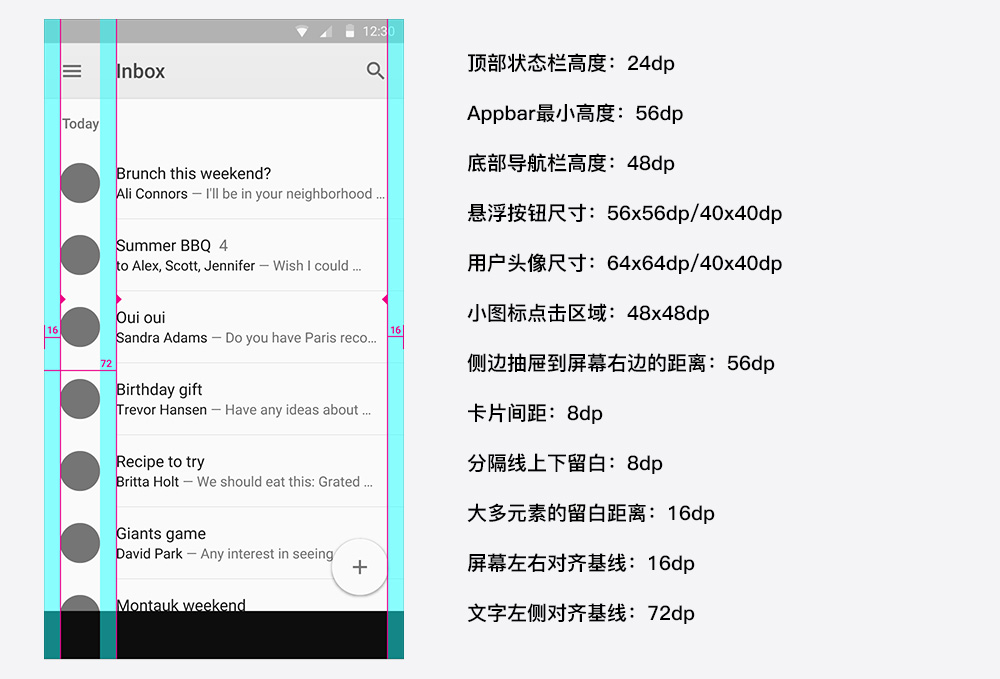 12:30
Inbox
Today
Brunch this weekend?
Ali Connors — I'll be in your neighborhood ...
Summer BBQ 4
to Alex, Scott, Jennifer — Wish I could ...
Oui oui
Sandra Adams — Do you have Paris reco...
16
16
72
Birthday gift
Trevor Hansen — Have any ideas about ...
Recipe to try
Britta Holt — We should eat this: Grated ...
Giants game
David Park — Any interest in seeing
Montauk weekend
顶部状态栏高度：24dp
Appbar最小高度：56dp
底部导航栏高度：48dp
悬浮按钮尺寸：56x56dp/40x40dp
用户头像尺寸：64x64dp/40x40dp
小图标点击区域：48x48dp
侧边抽屉到屏幕右边的距离：56dp
卡片间距：8dp
分隔线上下留白：8dp
大多元素的留白距离：16dp
屏幕左右对齐基线：16dp
文字左侧对齐基线：72dp